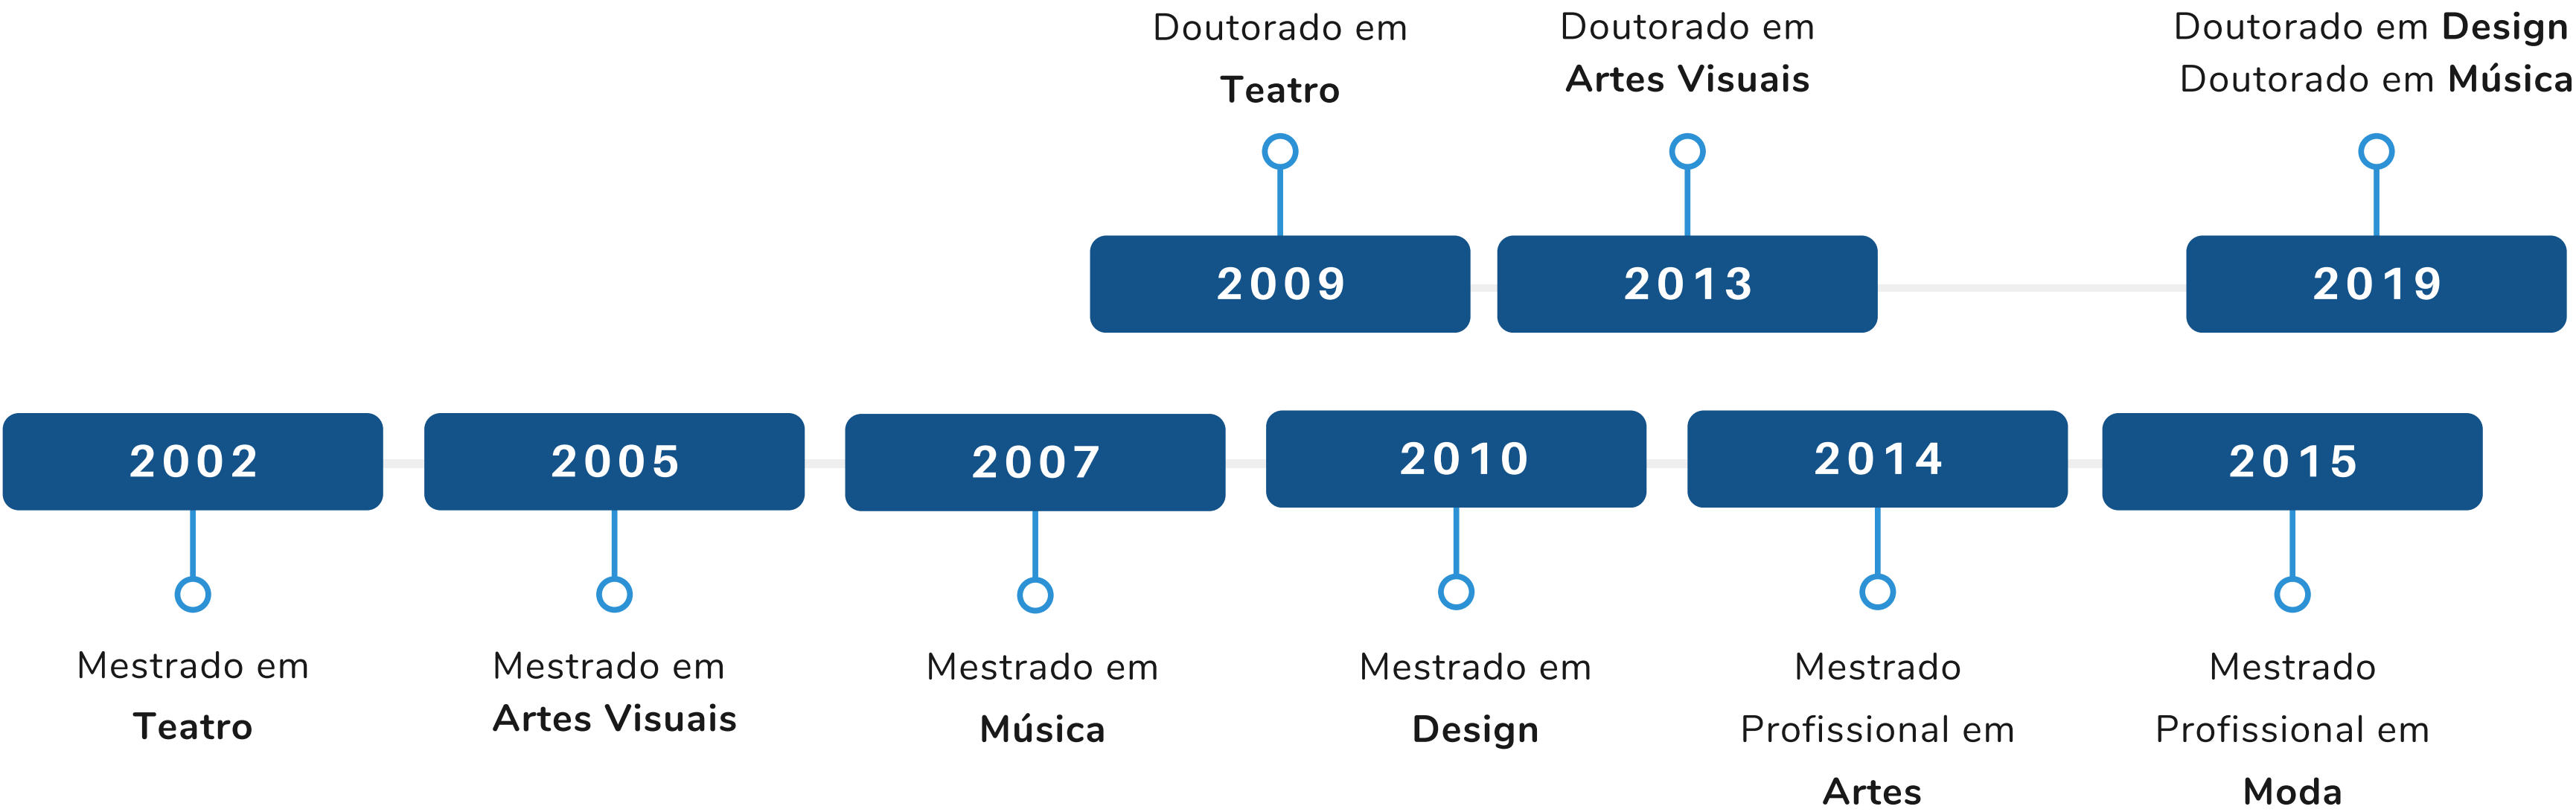 Doutorado em
Teatro
Doutorado em
Artes Visuais
Doutorado em Design
Doutorado em Música
2009
2013
2019
2002
2005
2007
2010
2014
2015
Mestrado em
Teatro
Mestrado em
Artes Visuais
Mestrado em
Música
Mestrado em
Design
Mestrado
Profissional em
Artes
Mestrado
Profissional em
Moda